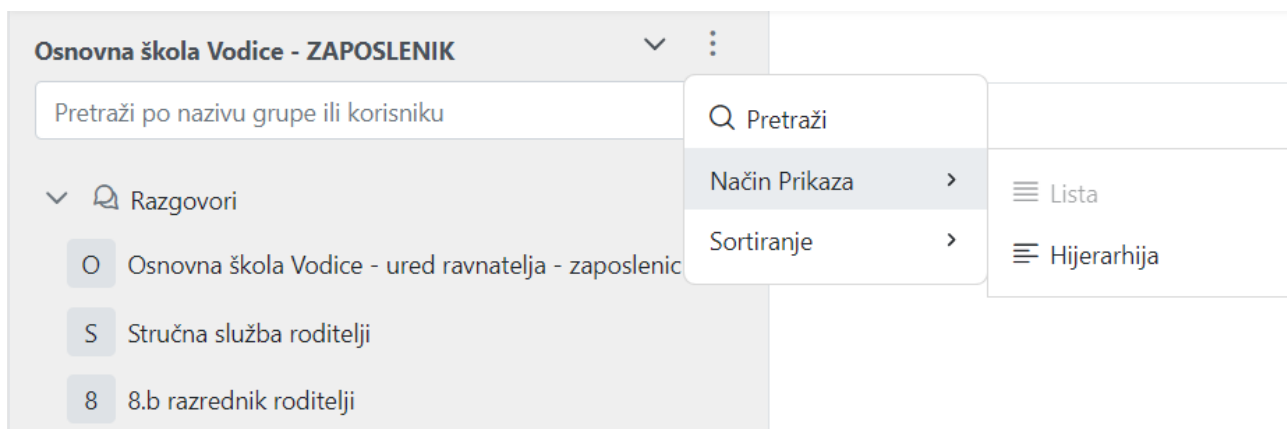 Osnovna škola Vodice - ZAPOSLENIK
Pretraži po nazivu grupe ili korisniku
Razgovori
O Osnovna škola Vodice - ured ravnatelja - zaposlenic
S Stručna služba roditelji
8 8.b razrednik roditelji
Pretraži
Način Prikaza
Sortiranje
Lista
Hijerarhija